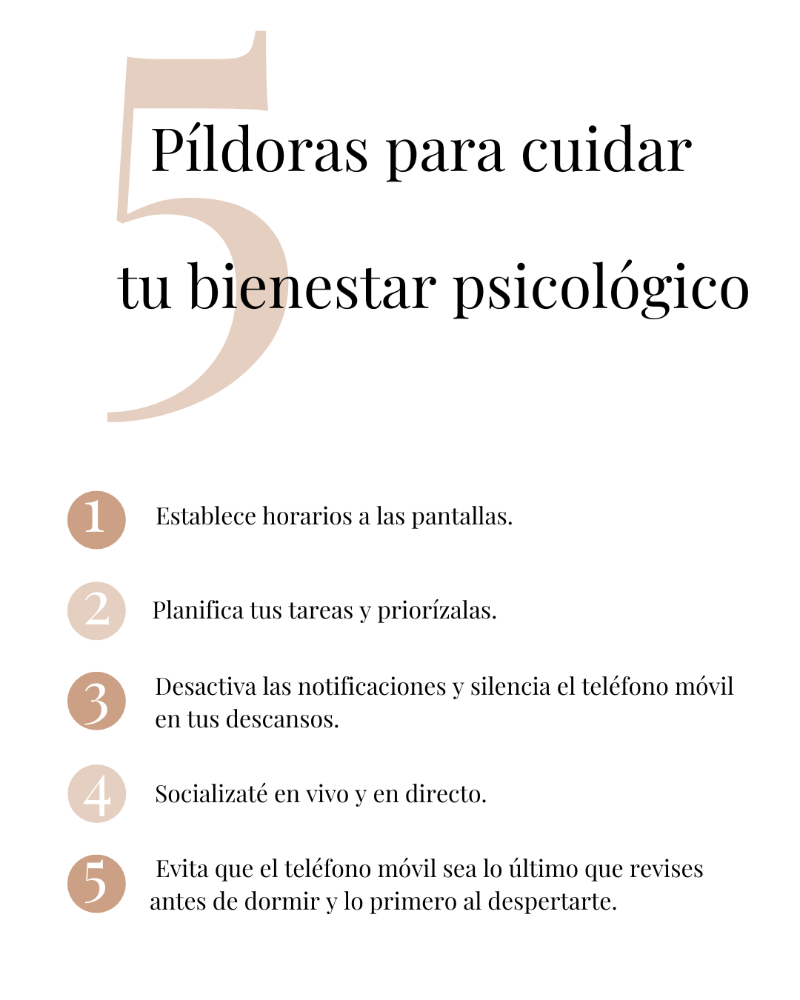 5
Píldoras para cuidar
tu bienestar psicológico
1 Establece horarios a las pantallas.
2 Planifica tus tareas y priorízalas.
3 Desactiva las notificaciones y silencia el teléfono móvil
en tus descansos.
4 Socializaté en vivo y en directo.
5 Evita que el teléfono móvil sea lo último que revises
antes de dormir y lo primero al despertarte.